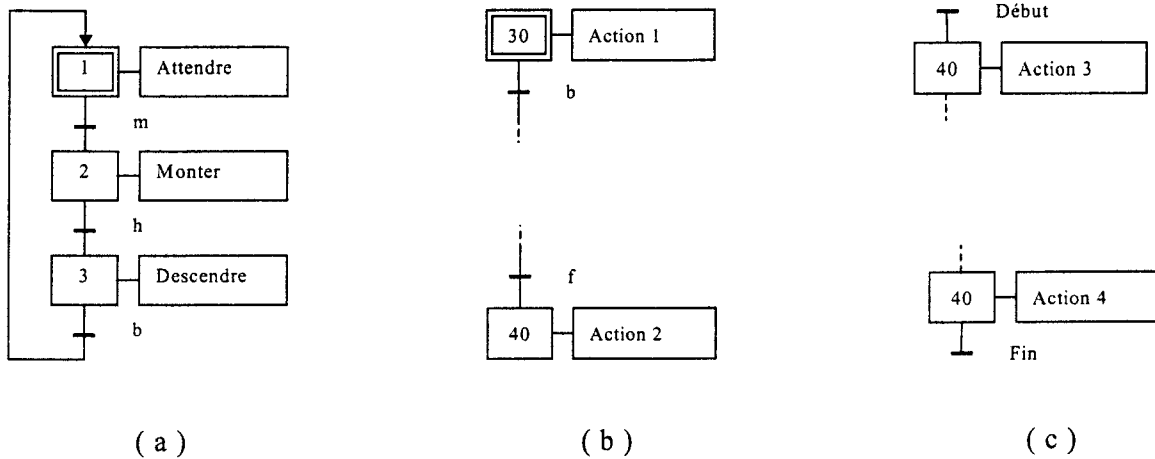 1 Attendre
m
2 Monter
h
3 Descendre
b
( a )
30 Action 1
b
f
40 Action 2
( b )
Début
40 Action 3
40 Action 4
Fin
( c )